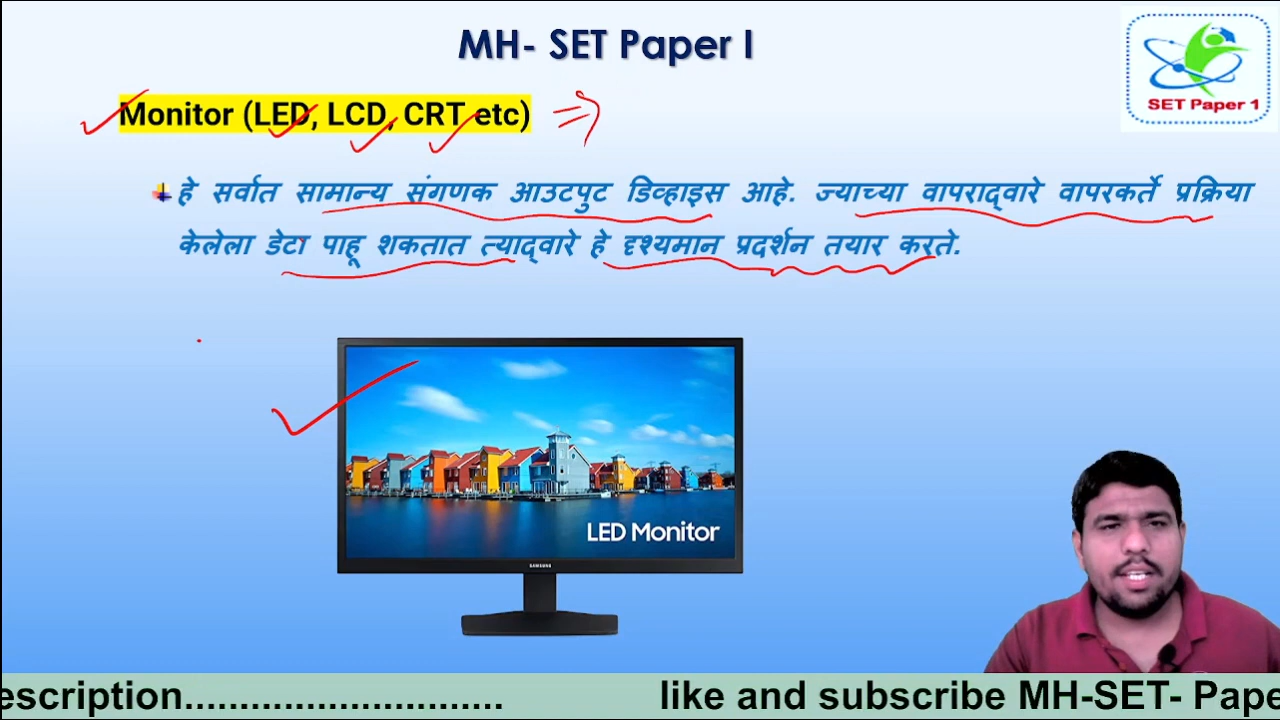 MH- SET Paper I
SET Paper 1
Monitor (LED, LCD, CRT etc)
हे सर्वात सामान्य संगणक आउटपुट डिव्हाइस आहे. ज्याच्या वापराद्वारे वापरकर्ते प्रक्रिया
केलेला डेटा पाहू शकतात त्याद्वारे हे दृश्यमान प्रदर्शन तयार करते.
LED Monitor
SAMSUNG
escription............................. like and subscribe MH-SET- Pape